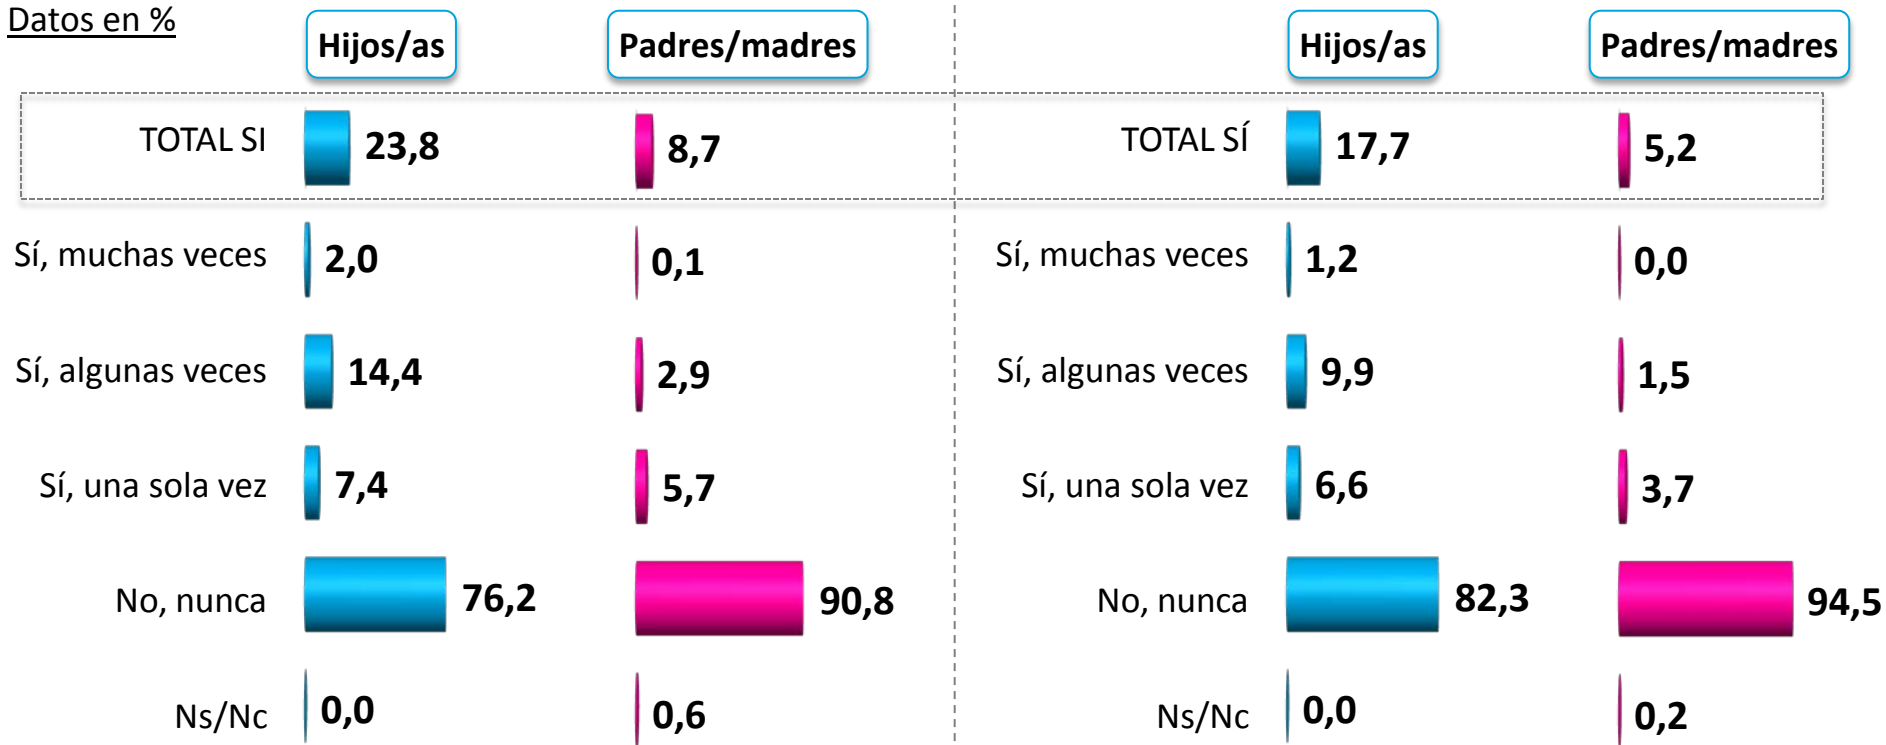 Datos en %
Hijos/as Padres/madres
TOTAL SI 23,8 8,7
Sí, muchas veces 2,0 0,1
Sí, algunas veces 14,4 2,9
Sí, una sola vez 7,4 5,7
No, nunca 76,2 90,8
Ns/Nc 0,0 0,6
Hijos/as Padres/madres
TOTAL SÍ 17,7 5,2
Sí, muchas veces 1,2 0,0
Sí, algunas veces 9,9 1,5
Sí, una sola vez 6,6 3,7
No, nunca 82,3 94,5
Ns/Nc 0,0 0,2